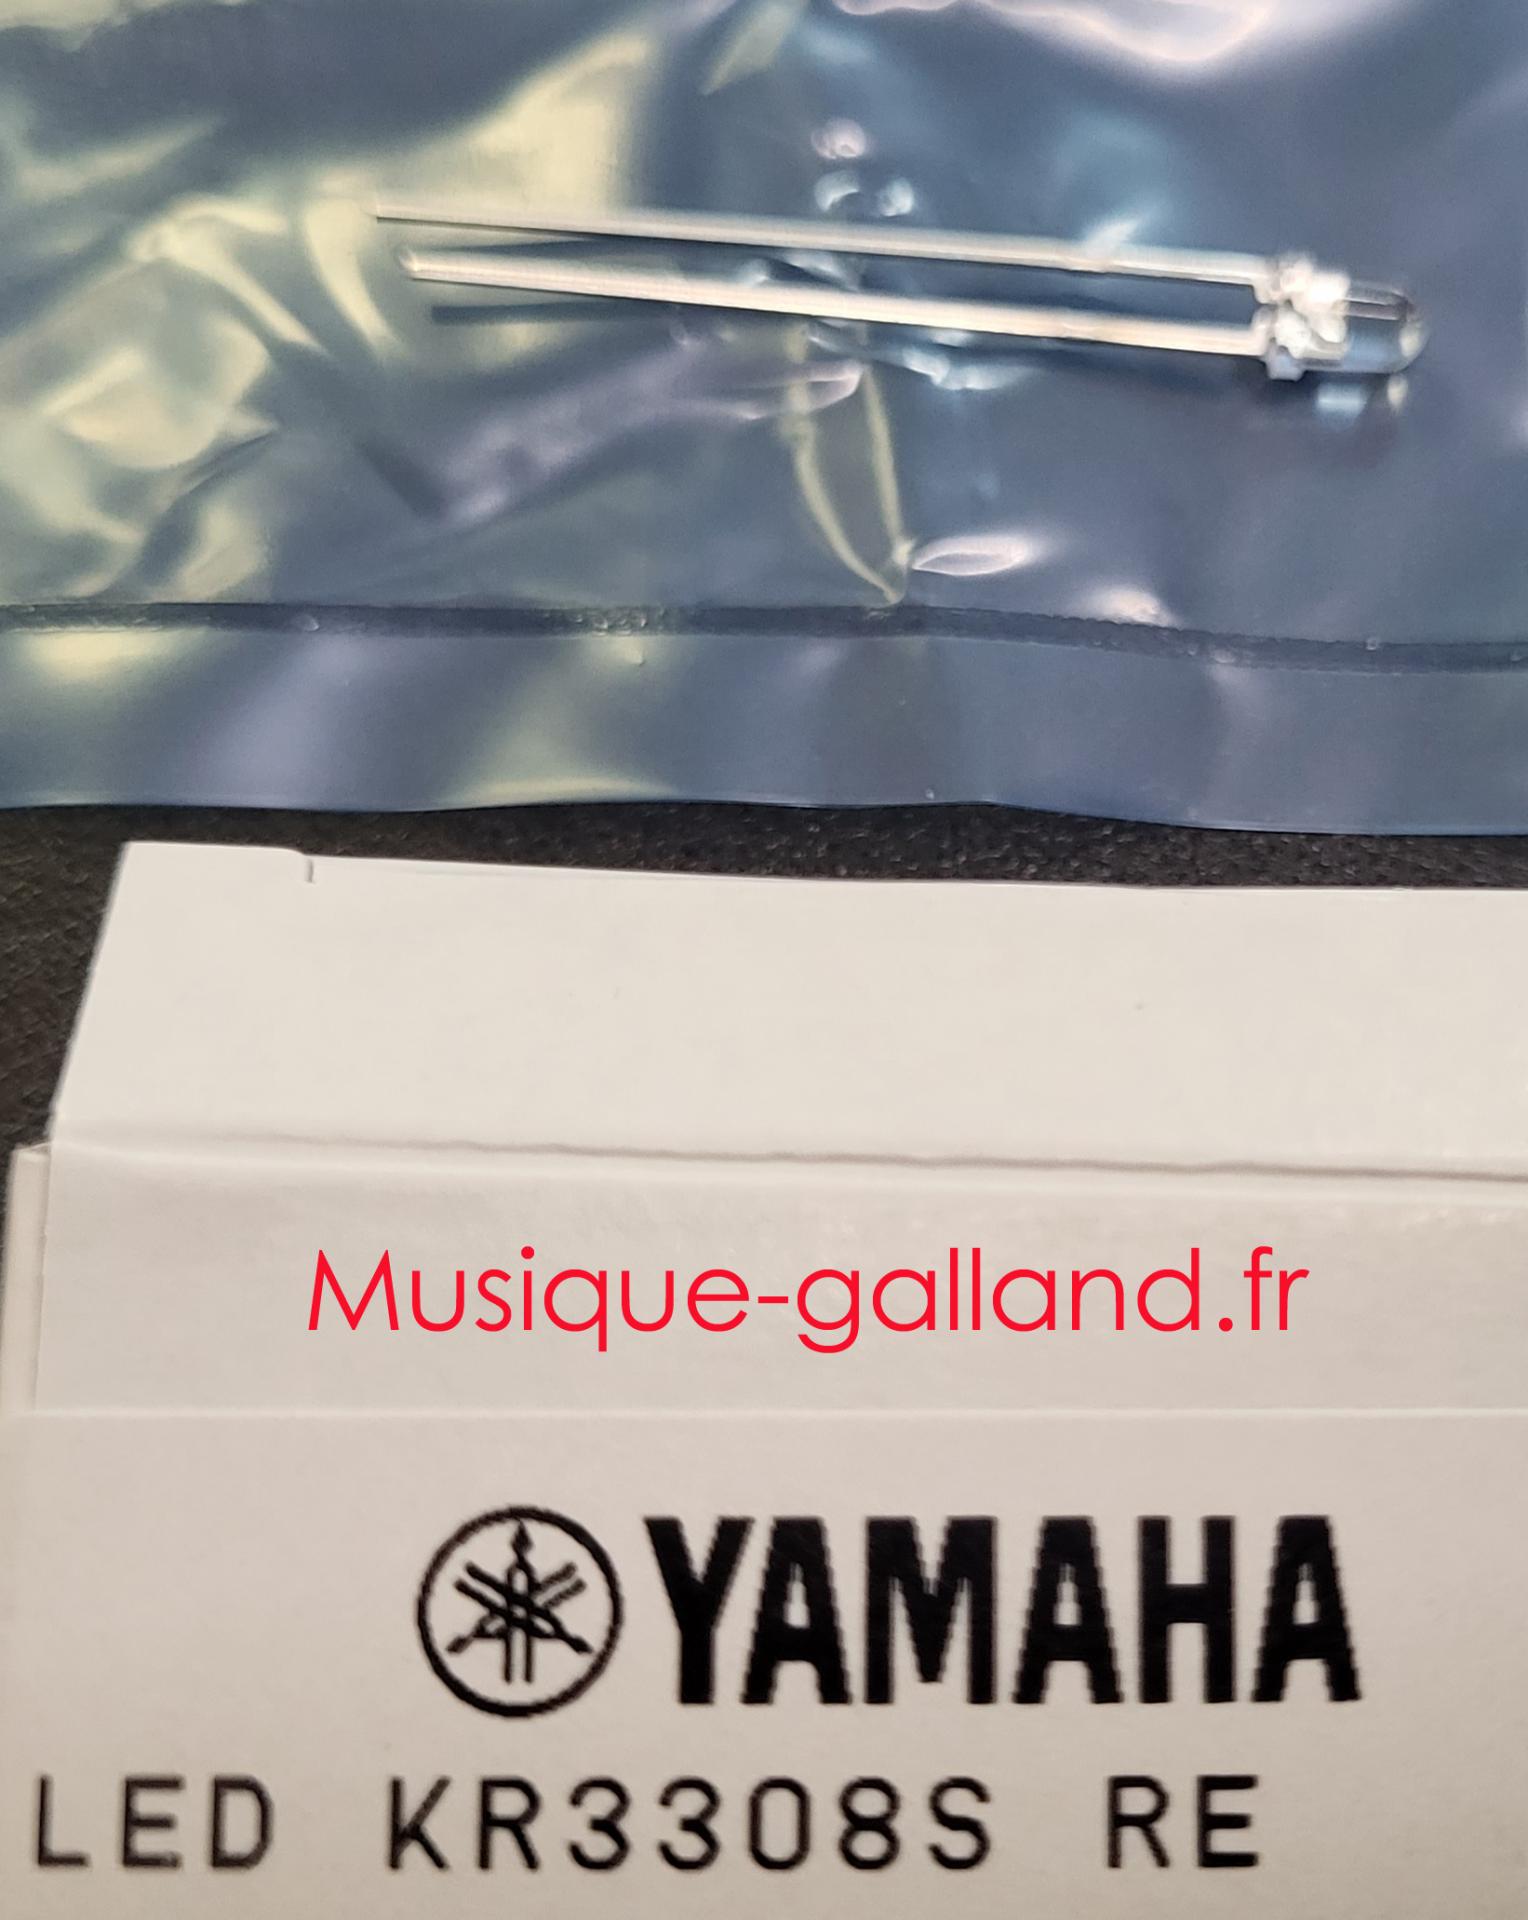 Musique-galland.fr
YAMAHA
LED KR3308S RE